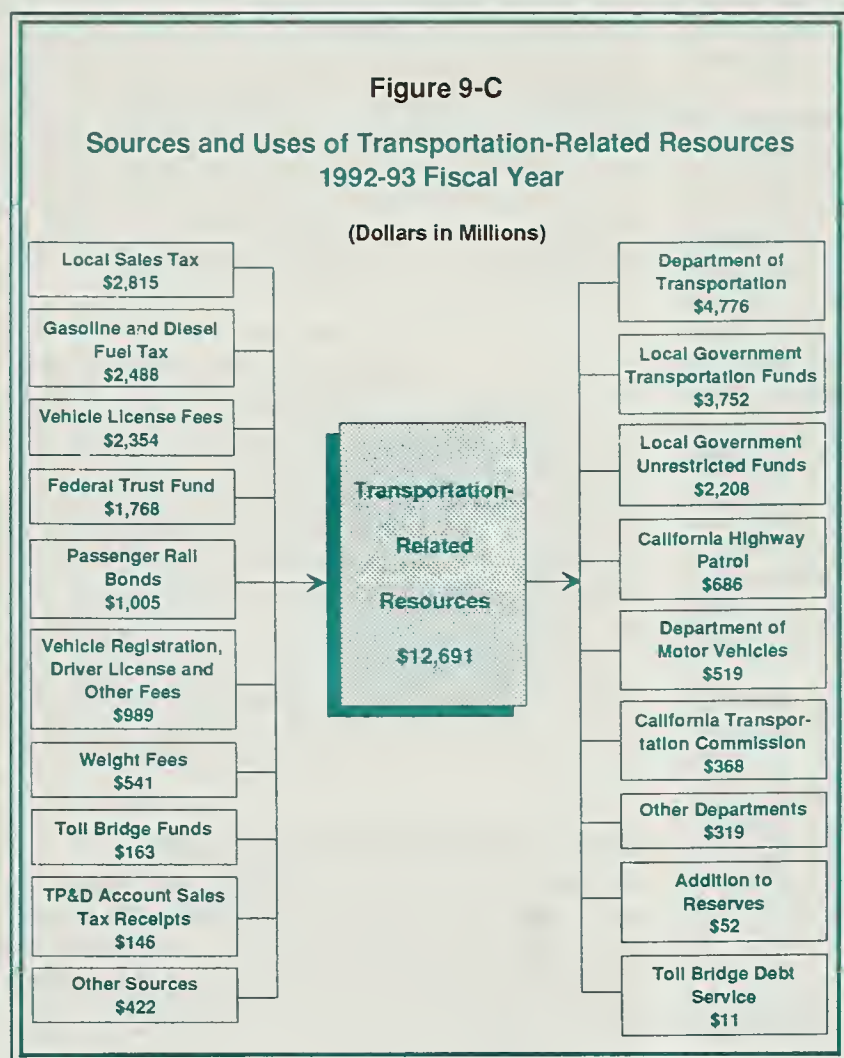 Figure 9-C
Sources and Uses of Transportation-Related Resources
1992-93 Fiscal Year
(Dollars in Millions)
Local Sales Tax
$2,815
Gasoline and Diesel
Fuel Tax
$2,488
Vehicle License Fees
$2,354
Federal Trust Fund
$1,768
Passenger Rail
Bonds
$1,005
Vehicle Registration,
Driver License and
Other Fees
$989
Weight Fees
$541
Toll Bridge Funds
$163
TP&D Account Sales
Tax Receipts
$146
Other Sources
$422
Transportation-
Related
Resources
$12,691
Department of
Transportation
$4,776
Local Government
Transportation Funds
$3,752
Local Government
Unrestricted Funds
$2,208
California Highway
Patrol
$686
Department of
Motor Vehicles
$519
California Transpor-
tation Commission
$368
Other Departments
$319
Addition to
Reserves
$52
Toll Bridge Debt
Service
$11